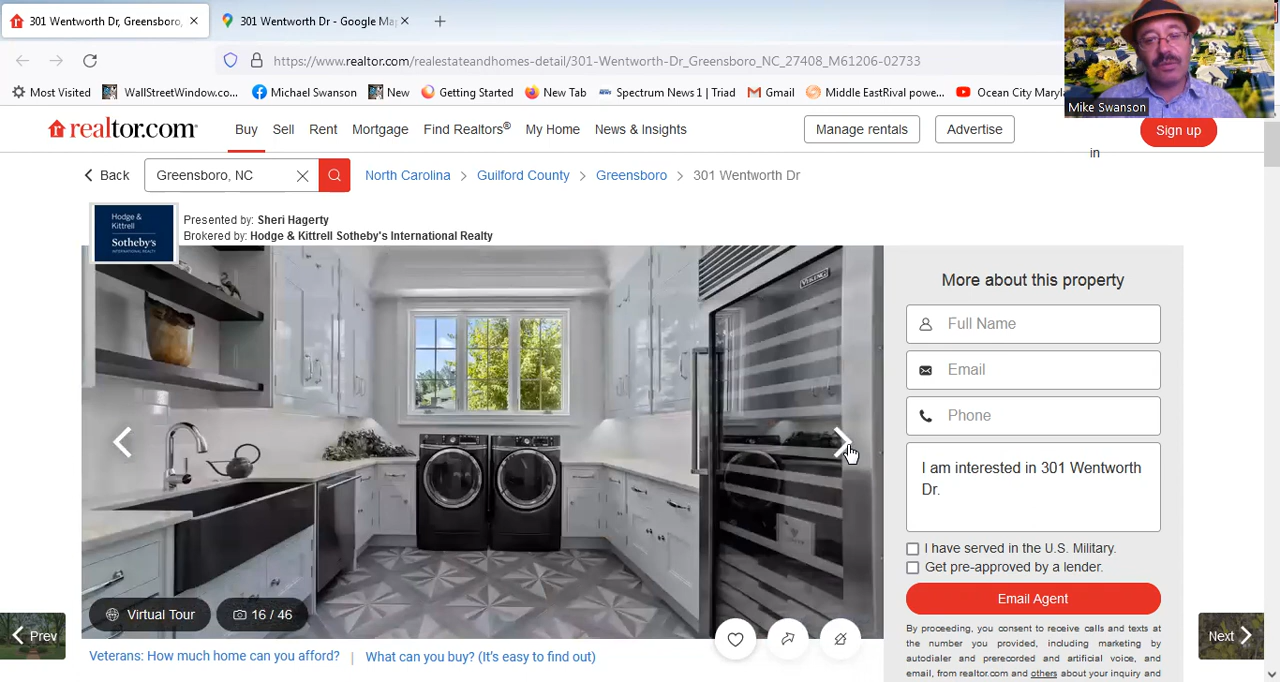 301 Wentworth Dr, Greensboro,
301 Wentworth Dr - Google Ma
https://www.realtor.com/realestateandhomes-detail/301-Wentworth-Dr_Greensboro_NC_27408_M61206-02733
Most Visited
WallStreetWindow.co...
Michael Swanson
New
Getting Started
New Tab
Spectrum News 1 | Triad
Gmail
Middle EastRival powe...
Ocean City Maryl
Mike Swanson
realtor.com
Buy
Sell
Rent
Mortgage
Find Realtors®
My Home
News & Insights
Manage rentals
Advertise
Sign up
in
Back
Greensboro, NC
North Carolina > Guilford County > Greensboro > 301 Wentworth Dr
Hodge &
Kittrell
Sotheby's
INTERNATIONAL REALTY
Presented by: Sheri Hagerty
Brokered by: Hodge & Kittrell Sotheby's International Realty
VIKING
Virtual Tour
16 / 46
Prev
Next
Veterans: How much home can you afford? | What can you buy? (It's easy to find out)
More about this property
Full Name
Email
Phone
I am interested in 301 Wentworth
Dr.
I have served in the U.S. Military.
Get pre-approved by a lender.
Email Agent
By proceeding, you consent to receive calls and texts at
the number you provided, including marketing by
autodialer and prerecorded and artificial voice, and
email, from realtor.com and others about your inquiry and